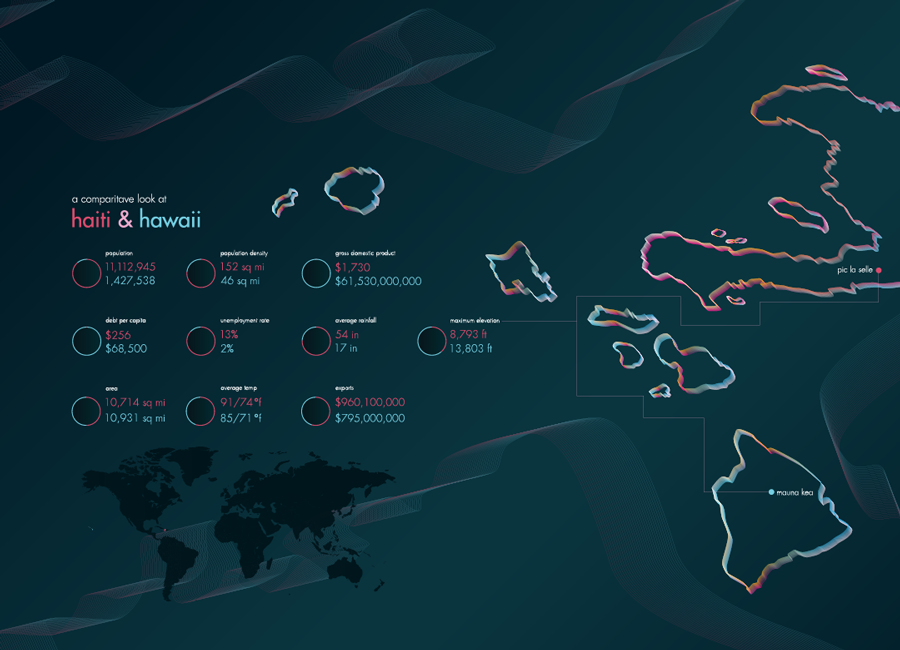 a comparitave look at
haiti & hawaii
population
11,112,945
1,427,538
population density
152 sq mi
46 sq mi
gross domestic product
$1,730
$61,530,000,000
debt per capita
$256
$68,500
unemployment rate
13%
2%
average rainfall
54 in
17 in
maximum elevation
8,793 ft
13,803 ft
area
10,714 sq mi
10,931 sq mi
average temp
91/74°f
85/71°f
exports
$960,100,000
$795,000,000
pic la selle
mauna kea